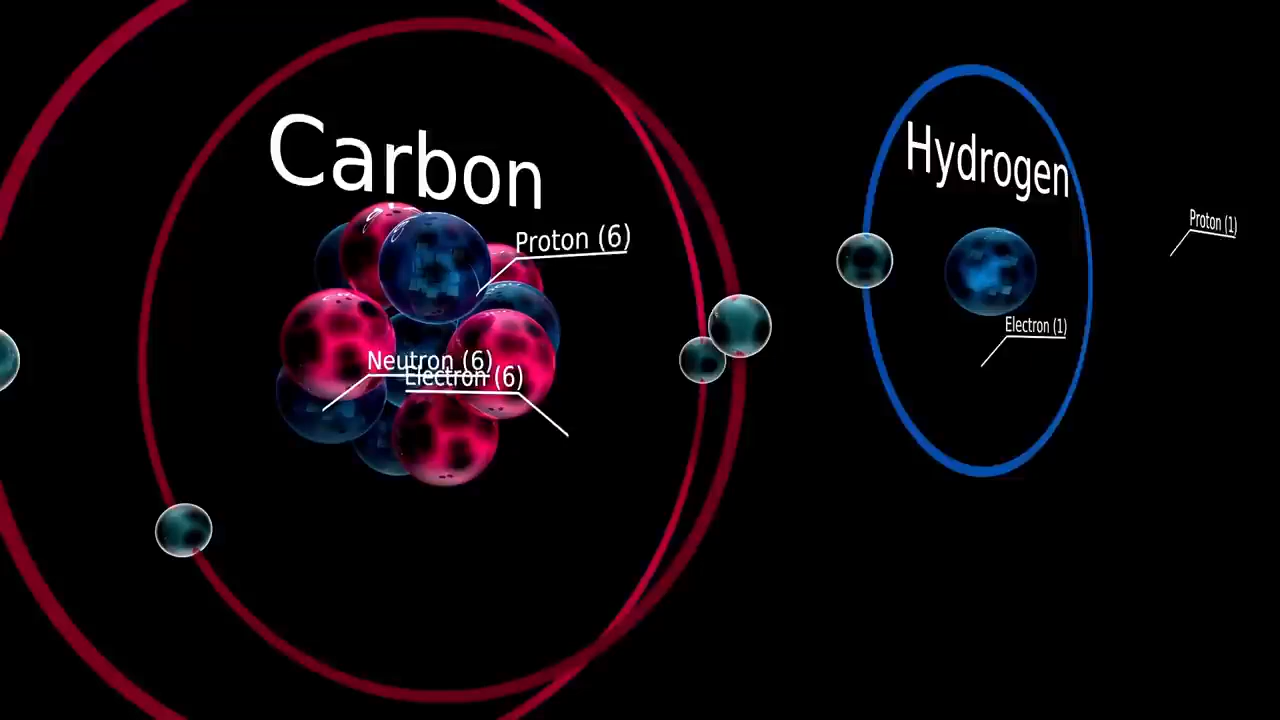 Carbon
Proton (6)
Neutron (6)
Electron (6)
Hydrogen
Proton (1)
Electron (1)